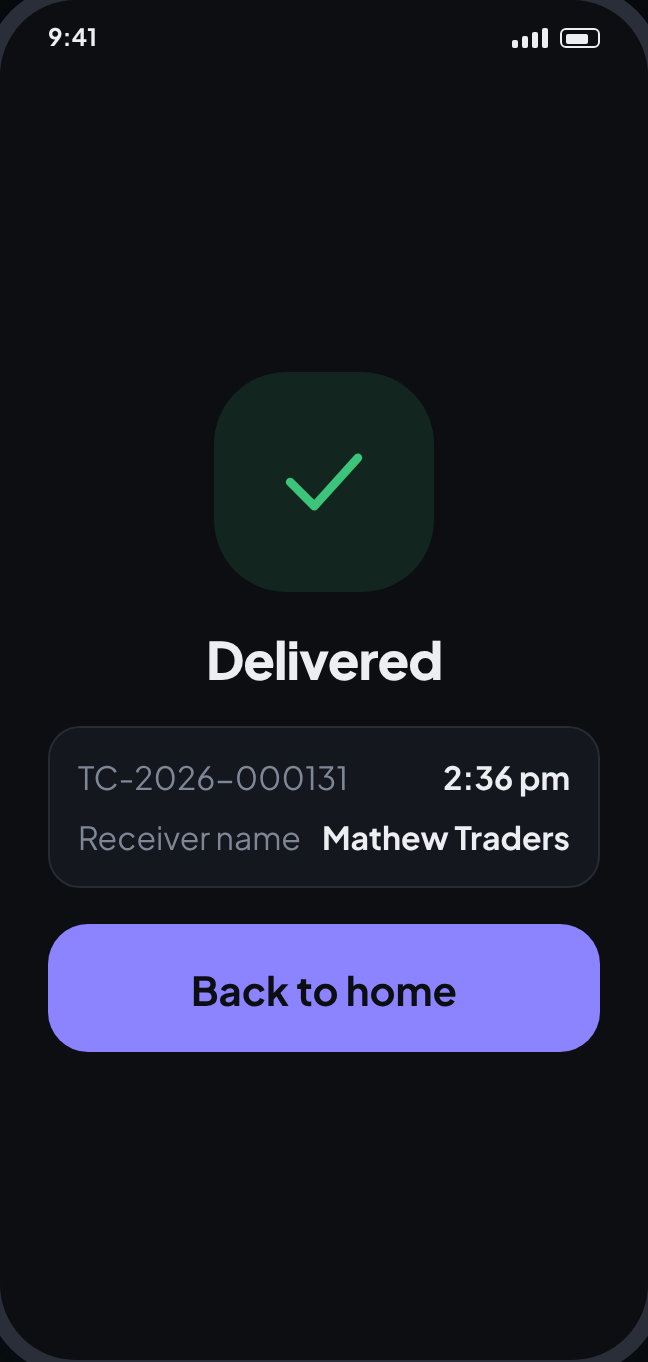 9:41
Delivered
TC-2026-000131 2:36 pm
Receiver name Mathew Traders
Back to home